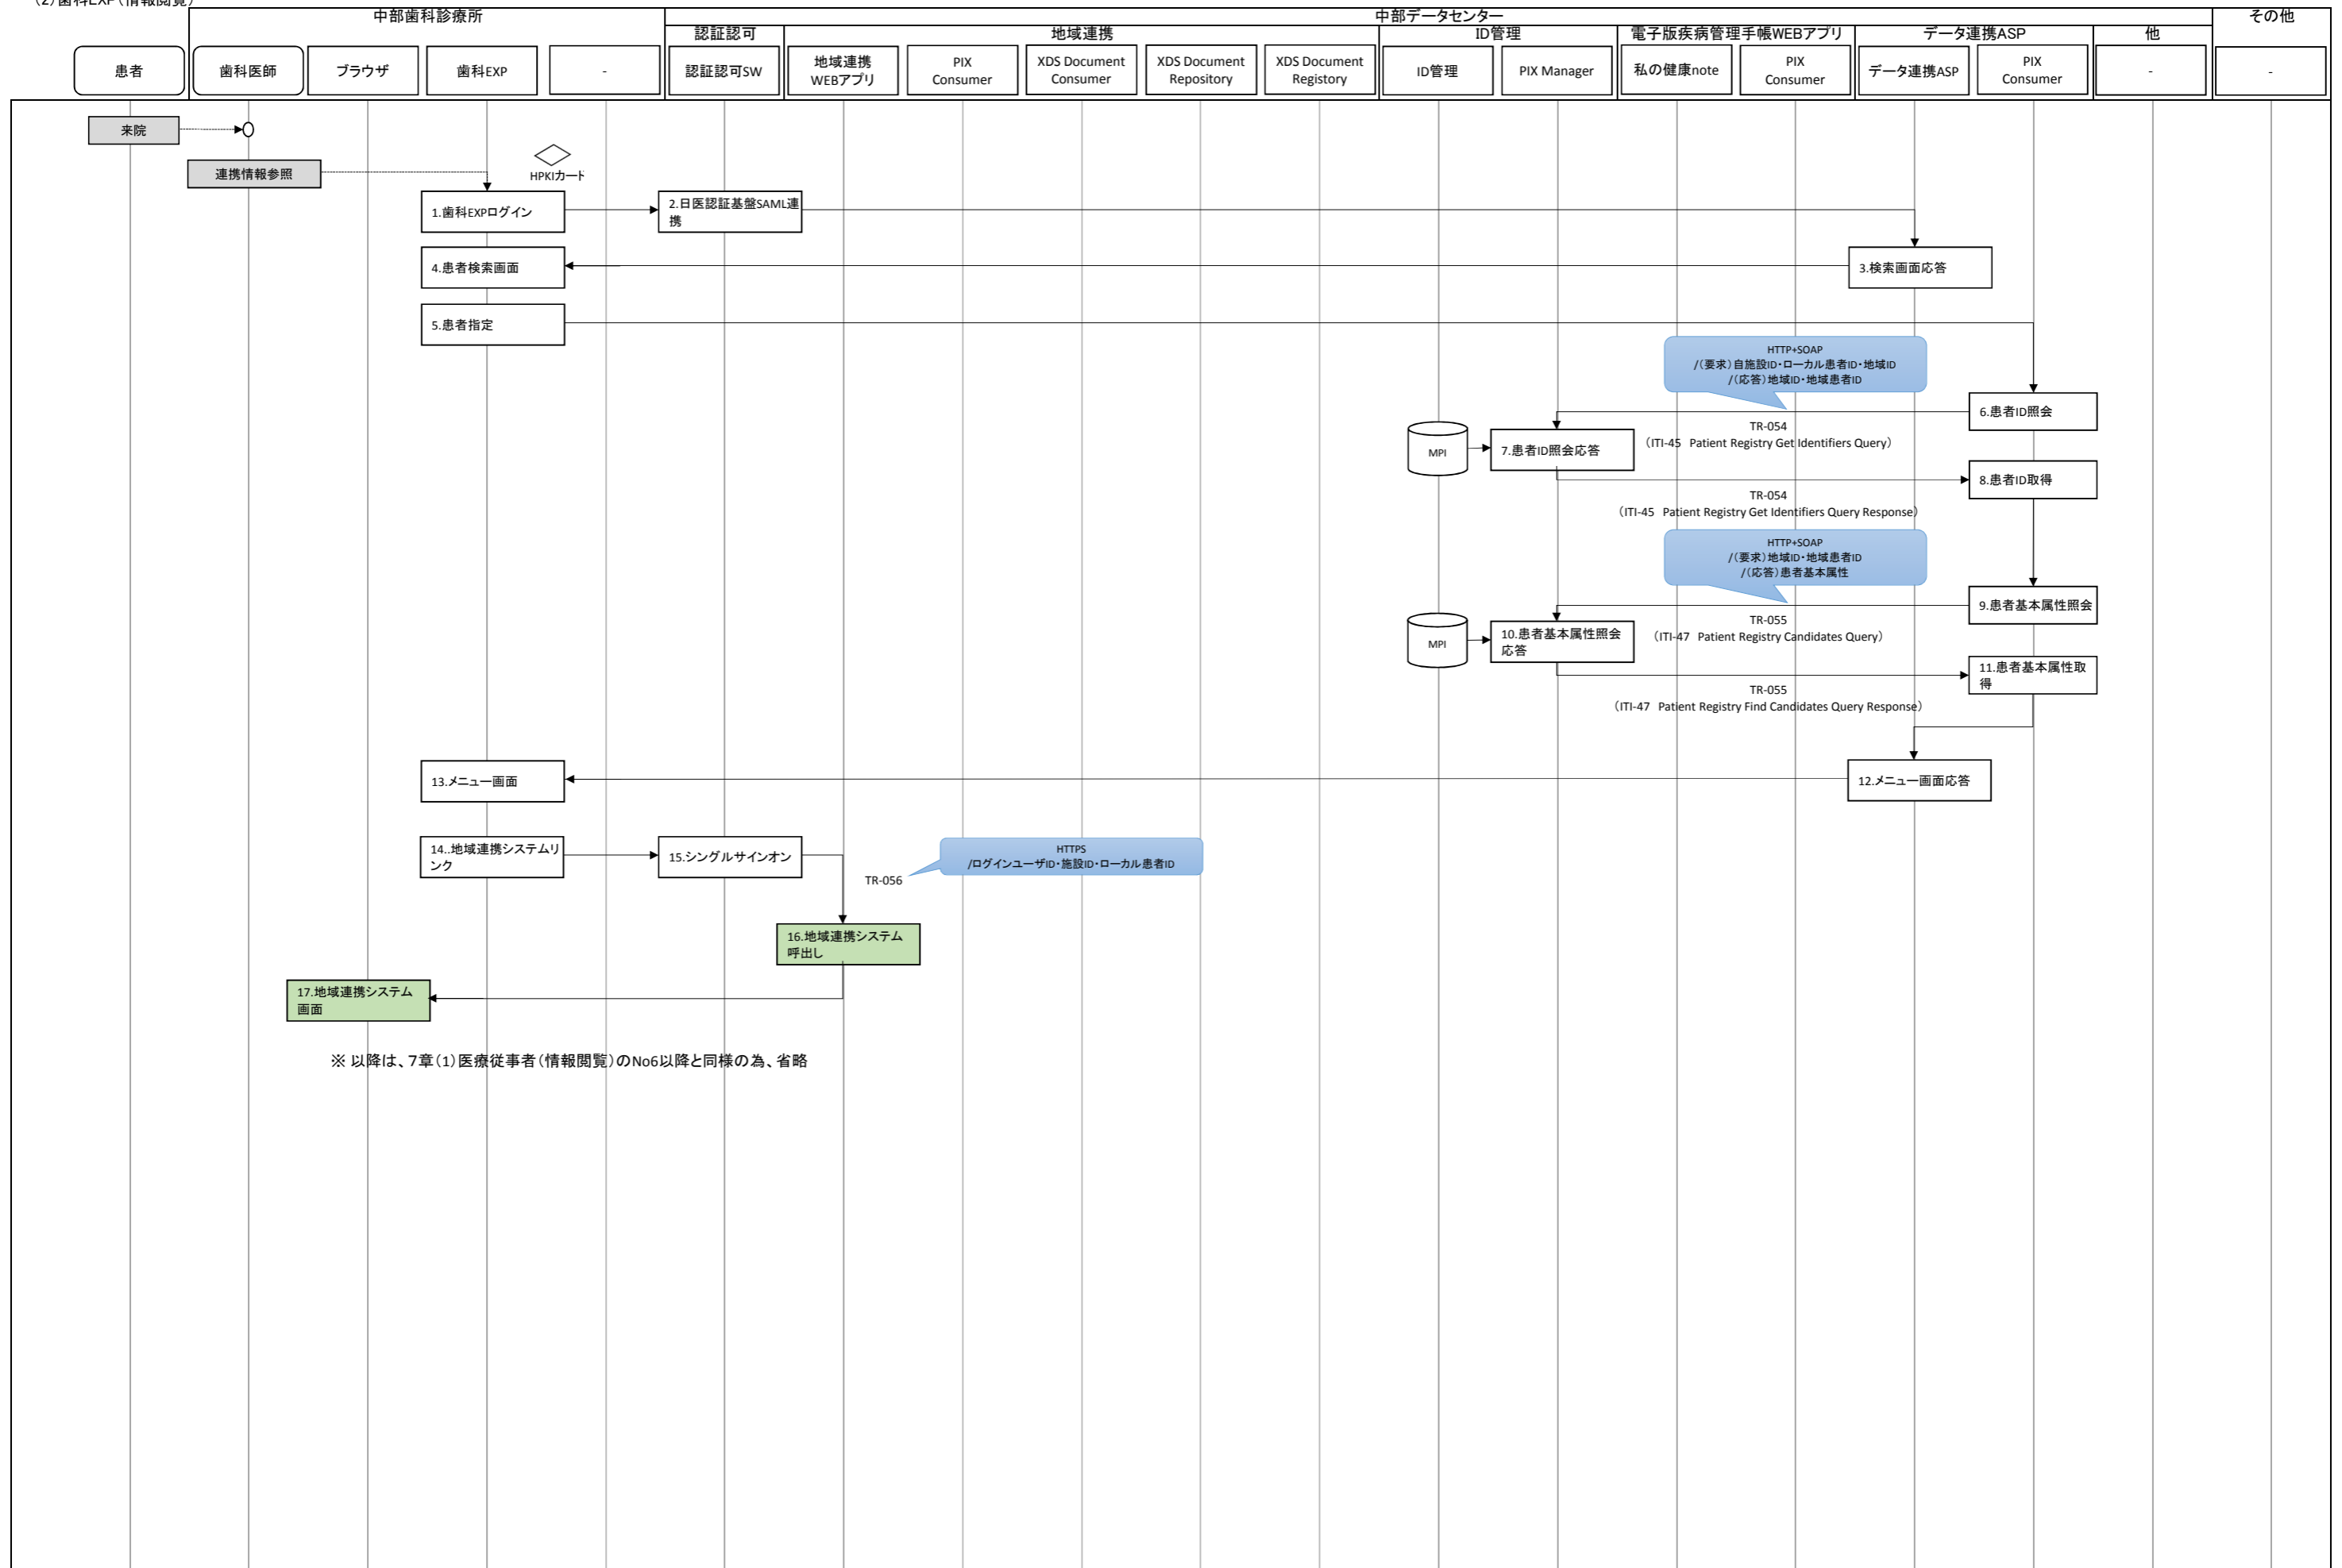 (2)歯科EXP(情報閲覧)
中部歯科診療所
中部データセンター
その他
認証認可
地域連携
ID管理
電子版疾病管理手帳WEBアプリ
データ連携ASP
他
患者
歯科医師
ブラウザ
歯科EXP
-
認証認可SW
地域連携
WEBアプリ
PIX
Consumer
XDS Document
Consumer
XDS Document
Repository
XDS Document
Registory
ID管理
PIX Manager
私の健康note
PIX
Consumer
データ連携ASP
PIX
Consumer
-
-
来院
連携情報参照
HPKIカード
1.歯科EXPログイン
2.日医認証基盤SAML連
携
4.患者検索画面
3.検索画面応答
5.患者指定
HTTP+SOAP
/(要求)自施設ID・ローカル患者ID・地域ID
/(応答)地域ID・地域患者ID
6.患者ID照会
TR-054
(ITI-45 Patient Registry Get Identifiers Query)
MPI
7.患者ID照会応答
8.患者ID取得
TR-054
(ITI-45 Patient Registry Get Identifiers Query Response)
HTTP+SOAP
/(要求)地域ID・地域患者ID
/(応答)患者基本属性
9.患者基本属性照会
TR-055
(ITI-47 Patient Registry Candidates Query)
MPI
10.患者基本属性照会
応答
11.患者基本属性取
得
TR-055
(ITI-47 Patient Registry Find Candidates Query Response)
13.メニュー画面
12.メニュー画面応答
14..地域連携システムリ
ンク
15.シングルサインオン
HTTPS
/ログインユーザID・施設ID・ローカル患者ID
TR-056
16.地域連携システム
呼出し
17.地域連携システム
画面
※ 以降は、7章(1)医療従事者(情報閲覧)のNo6以降と同様の為、省略